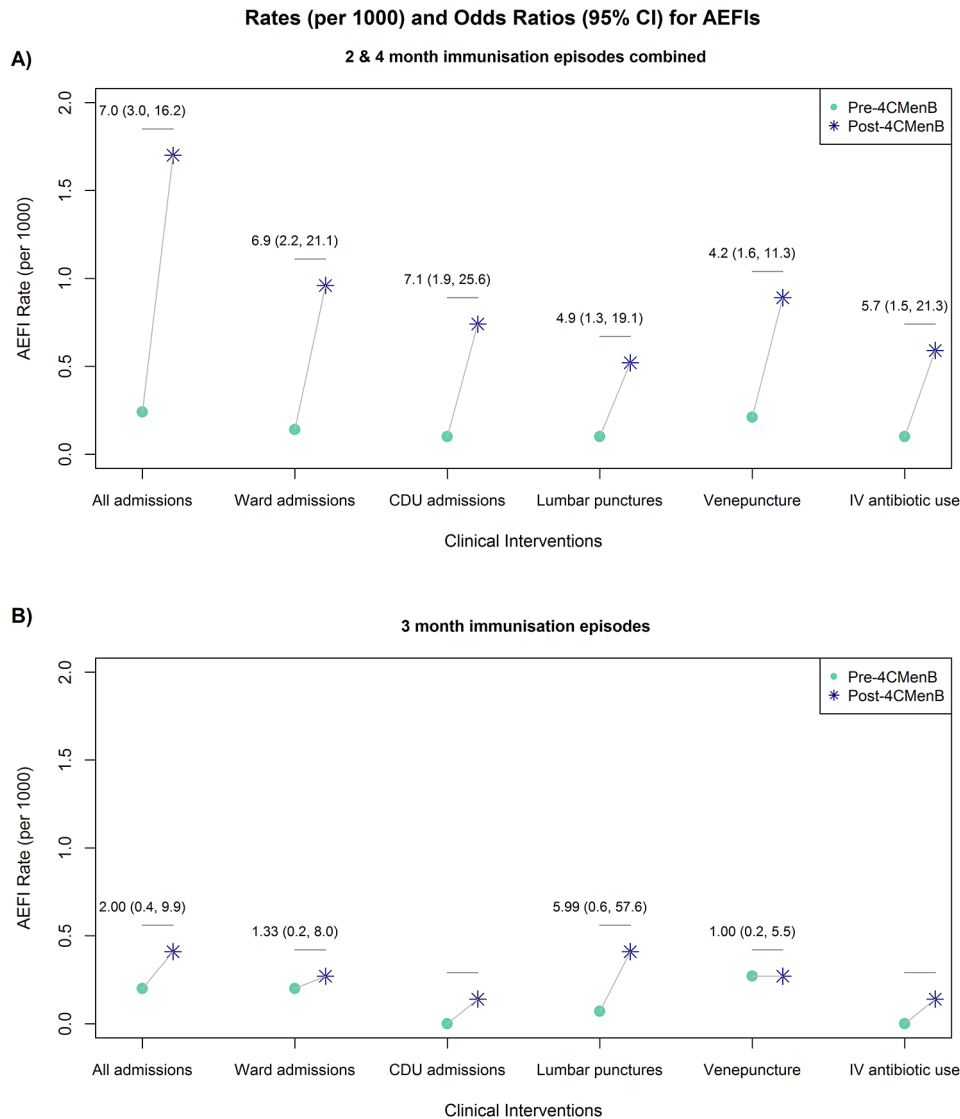 Rates (per 1000) and Odds Ratios (95% CI) for AEFIs
A)
2 & 4 month immunisation episodes combined
Pre-4CMenB
Post-4CMenB
7.0 (3.0, 16.2)
6.9 (2.2, 21.1)
7.1 (1.9, 25.6)
4.9 (1.3, 19.1)
4.2 (1.6, 11.3)
5.7 (1.5, 21.3)
AEFI Rate (per 1000)
2.0
1.5
1.0
0.5
0.0
All admissions
Ward admissions
CDU admissions
Lumbar punctures
Venepuncture
IV antibiotic use
Clinical Interventions
B)
3 month immunisation episodes
Pre-4CMenB
Post-4CMenB
2.00 (0.4, 9.9)
1.33 (0.2, 8.0)
5.99 (0.6, 57.6)
1.00 (0.2, 5.5)
AEFI Rate (per 1000)
2.0
1.5
1.0
0.5
0.0
All admissions
Ward admissions
CDU admissions
Lumbar punctures
Venepuncture
IV antibiotic use
Clinical Interventions